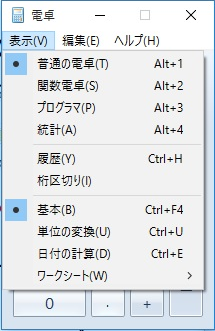 電卓
表示(V) 編集(E) ヘルプ(H)
普通の電卓(T) Alt+1
関数電卓(S) Alt+2
プログラマ(P) Alt+3
統計(A) Alt+4
履歴(Y) Ctrl+H
桁区切り(I)
基本(B) Ctrl+F4
単位の変換(U) Ctrl+U
日付の計算(D) Ctrl+E
ワークシート(W)
0 . +